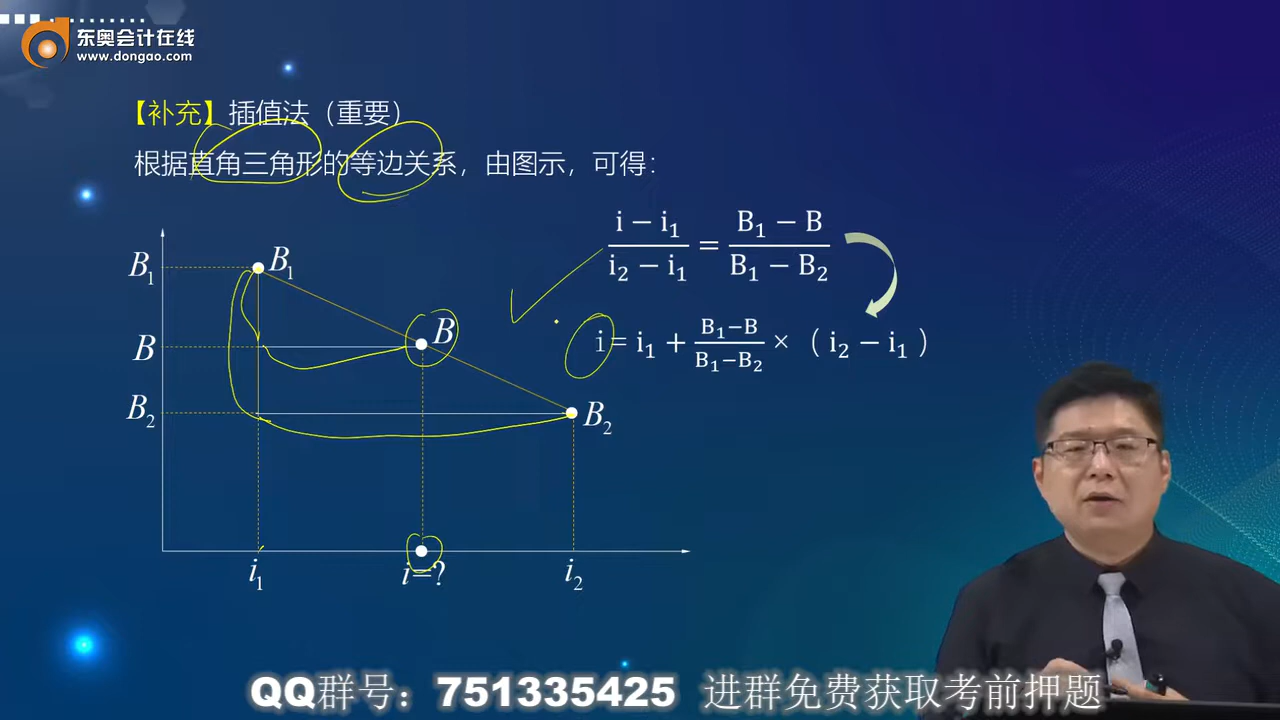 东奥会计在线
www.dongao.com
【补充】插值法（重要）
根据直角三角形的等边关系，由图示，可得：
B₁
B₁
B
B
B₂
B₂
i₁
i=?
i₂
(i − i₁)/(i₂ − i₁) = (B₁ − B)/(B₁ − B₂)
i = i₁ + (B₁−B)/(B₁−B₂) ×（i₂ − i₁）
QQ群号：751335425 进群免费获取考前押题